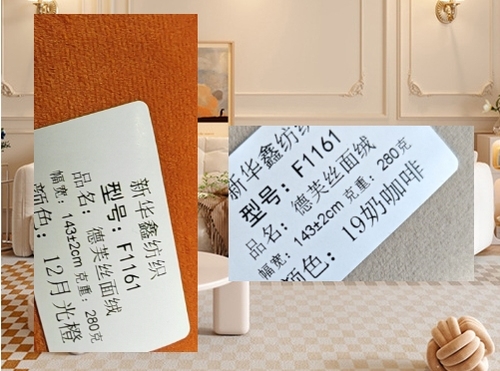 新华鑫纺织
型号：F1161
品名：德芙丝面绒
幅宽：143±2cm 克重：280克
颜色：12月光橙
新华鑫纺织
型号：F1161
品名：德芙丝面绒
幅宽：143±2cm 克重：280克
颜色：19奶咖啡